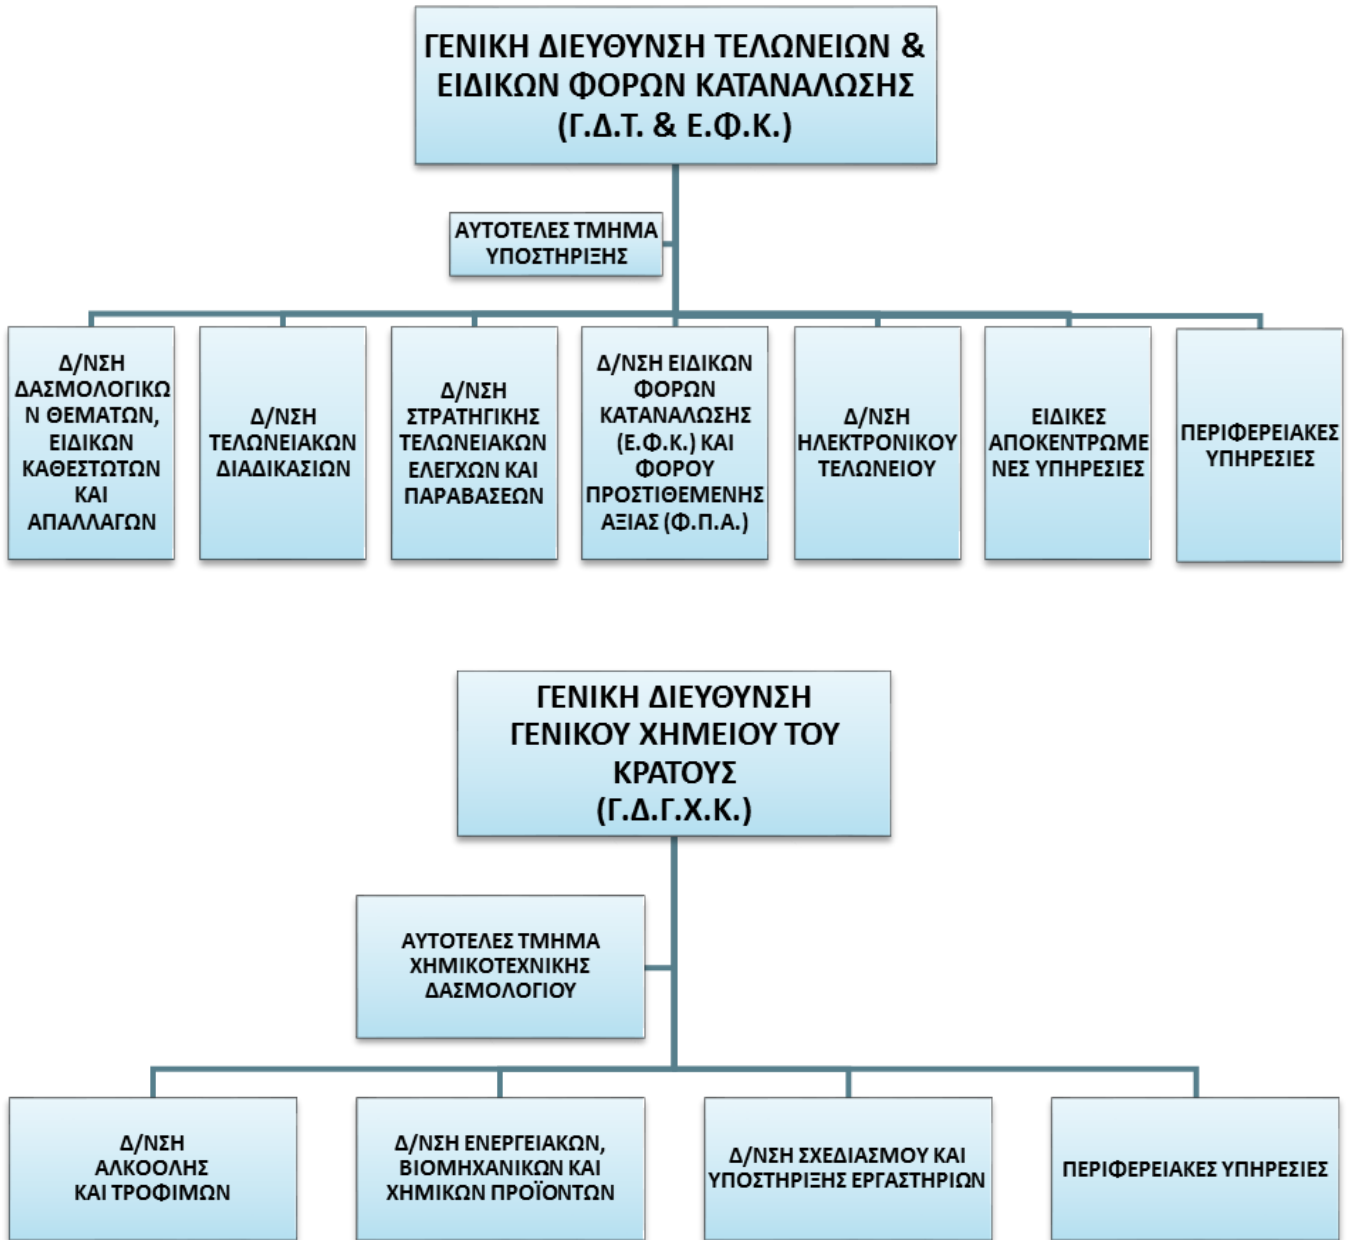 ΓΕΝΙΚΗ ΔΙΕΥΘΥΝΣΗ ΤΕΛΩΝΕΙΩΝ &
ΕΙΔΙΚΩΝ ΦΟΡΩΝ ΚΑΤΑΝΑΛΩΣΗΣ
(Γ.Δ.Τ. & Ε.Φ.Κ.)
ΑΥΤΟΤΕΛΕΣ ΤΜΗΜΑ
ΥΠΟΣΤΗΡΙΞΗΣ
Δ/ΝΣΗ
ΔΑΣΜΟΛΟΓΙΚΩ
Ν ΘΕΜΑΤΩΝ,
ΕΙΔΙΚΩΝ
ΚΑΘΕΣΤΩΤΩΝ
ΚΑΙ
ΑΠΑΛΛΑΓΩΝ
Δ/ΝΣΗ
ΤΕΛΩΝΕΙΑΚΩΝ
ΔΙΑΔΙΚΑΣΙΩΝ
Δ/ΝΣΗ
ΣΤΡΑΤΗΓΙΚΗΣ
ΤΕΛΩΝΕΙΑΚΩΝ
ΕΛΕΓΧΩΝ ΚΑΙ
ΠΑΡΑΒΑΣΕΩΝ
Δ/ΝΣΗ ΕΙΔΙΚΩΝ
ΦΟΡΩΝ
ΚΑΤΑΝΑΛΩΣΗΣ
(Ε.Φ.Κ.) ΚΑΙ
ΦΟΡΟΥ
ΠΡΟΣΤΙΘΕΜΕΝΗΣ
ΑΞΙΑΣ (Φ.Π.Α.)
Δ/ΝΣΗ
ΗΛΕΚΤΡΟΝΙΚΟΥ
ΤΕΛΩΝΕΙΟΥ
ΕΙΔΙΚΕΣ
ΑΠΟΚΕΝΤΡΩΜΕ
ΝΕΣ ΥΠΗΡΕΣΙΕΣ
ΠΕΡΙΦΕΡΕΙΑΚΕΣ
ΥΠΗΡΕΣΙΕΣ
ΓΕΝΙΚΗ ΔΙΕΥΘΥΝΣΗ
ΓΕΝΙΚΟΥ ΧΗΜΕΙΟΥ ΤΟΥ
ΚΡΑΤΟΥΣ
(Γ.Δ.Γ.Χ.Κ.)
ΑΥΤΟΤΕΛΕΣ ΤΜΗΜΑ
ΧΗΜΙΚΟΤΕΧΝΙΚΗΣ
ΔΑΣΜΟΛΟΓΙΟΥ
Δ/ΝΣΗ
ΑΛΚΟΟΛΗΣ
ΚΑΙ ΤΡΟΦΙΜΩΝ
Δ/ΝΣΗ ΕΝΕΡΓΕΙΑΚΩΝ,
ΒΙΟΜΗΧΑΝΙΚΩΝ ΚΑΙ
ΧΗΜΙΚΩΝ ΠΡΟΪΟΝΤΩΝ
Δ/ΝΣΗ ΣΧΕΔΙΑΣΜΟΥ ΚΑΙ
ΥΠΟΣΤΗΡΙΞΗΣ ΕΡΓΑΣΤΗΡΙΩΝ
ΠΕΡΙΦΕΡΕΙΑΚΕΣ ΥΠΗΡΕΣΙΕΣ